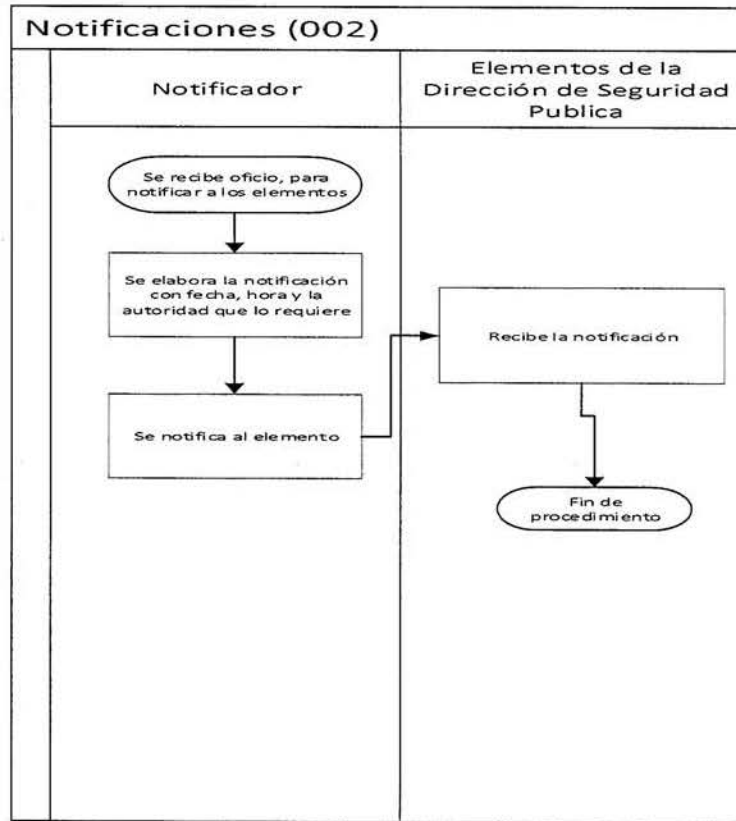 Notificaciones (002)
Notificador
Elementos de la
Dirección de Seguridad
Publica
Se recibe oficio, para
notificar a los elementos
Se elabora la notificación
con fecha, hora y la
autoridad que lo requiere
Se notifica al elemento
Recibe la notificación
Fin de
procedimiento